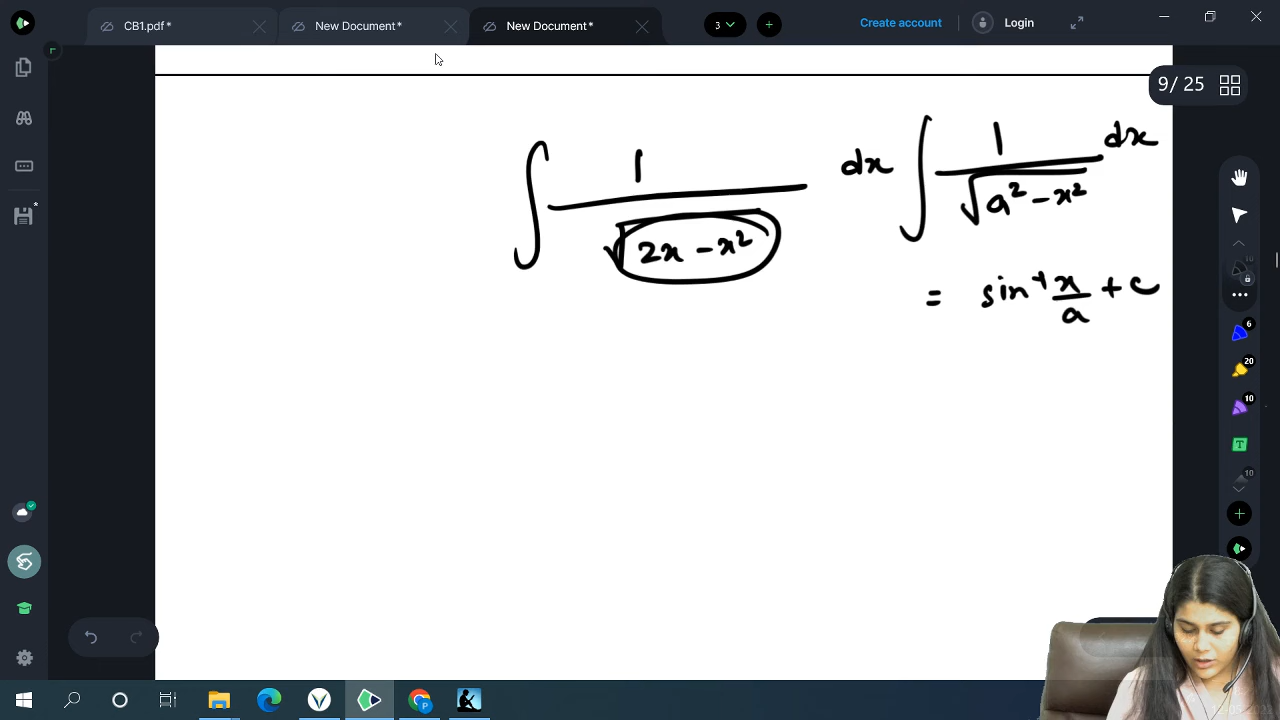 CB1.pdf* New Document* New Document* 3 Create account Login
9/ 25
∫ 1/√(2x - x²) dx ∫ 1/√(a² - x²) dx
= sin⁻¹ x/a + c
6
20
10
T
10